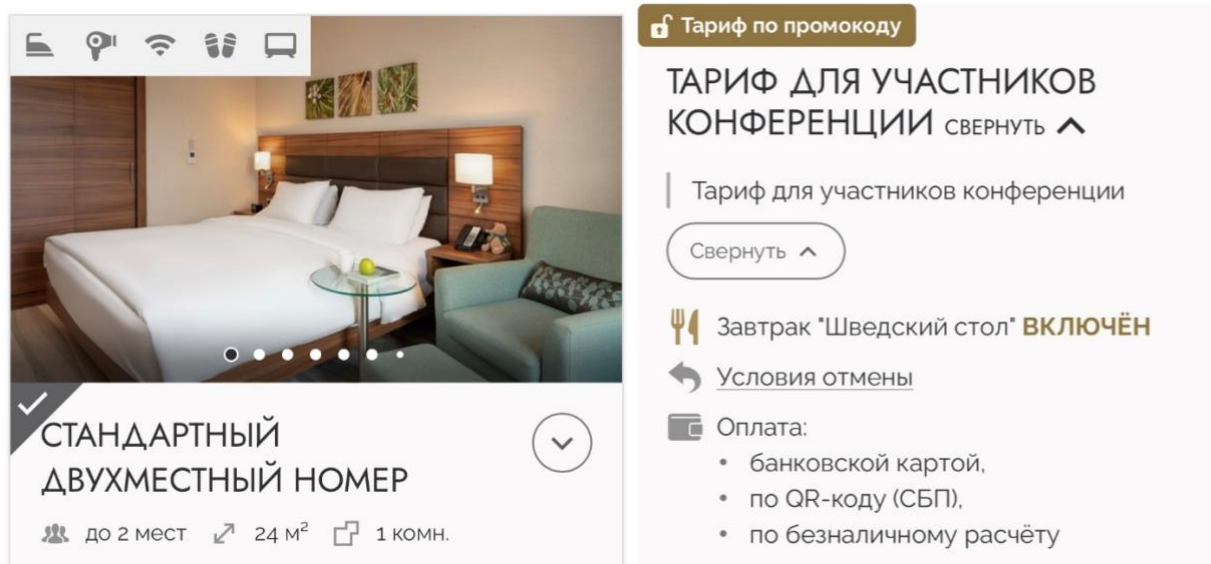 СТАНДАРТНЫЙ
ДВУХМЕСТНЫЙ НОМЕР
до 2 мест 24 м² 1 комн.
Тариф по промокоду
ТАРИФ ДЛЯ УЧАСТНИКОВ
КОНФЕРЕНЦИИ СВЕРНУТЬ
Тариф для участников конференции
Свернуть
Завтрак "Шведский стол" ВКЛЮЧЁН
Условия отмены
Оплата:
• банковской картой,
• по QR-коду (СБП),
• по безналичному расчёту